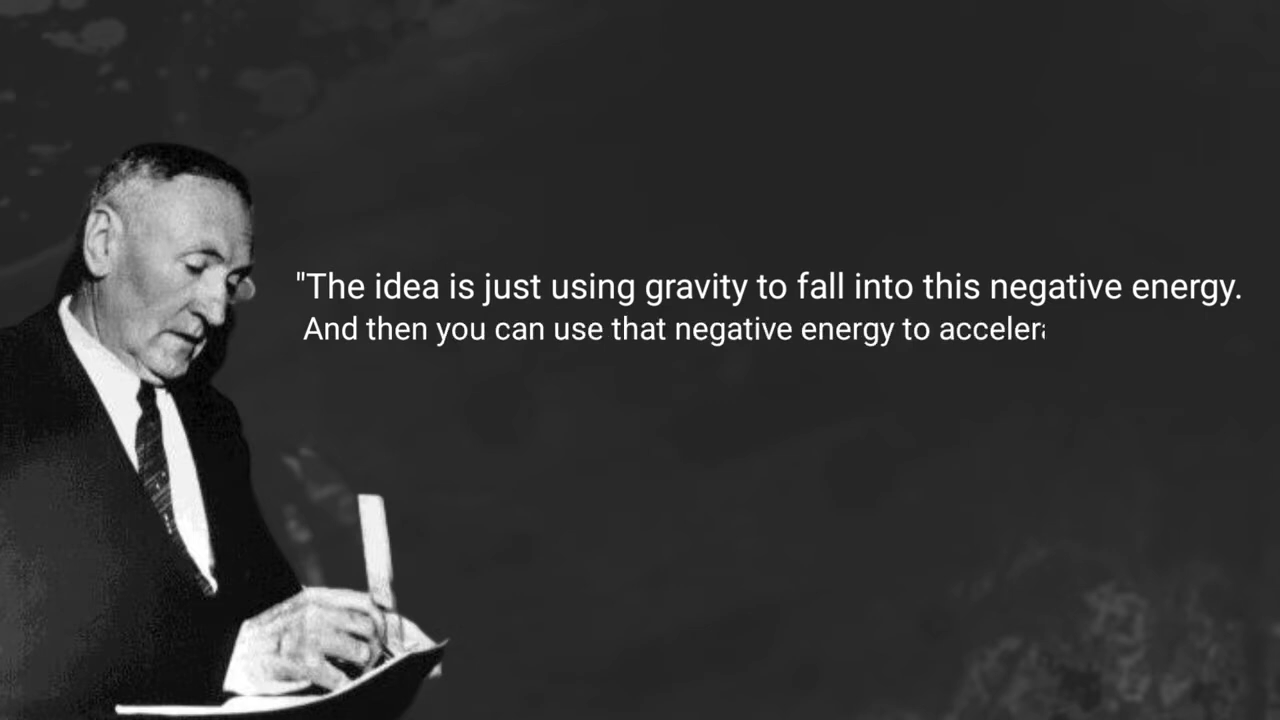 "The idea is just using gravity to fall into this negative energy.
And then you can use that negative energy to acceler